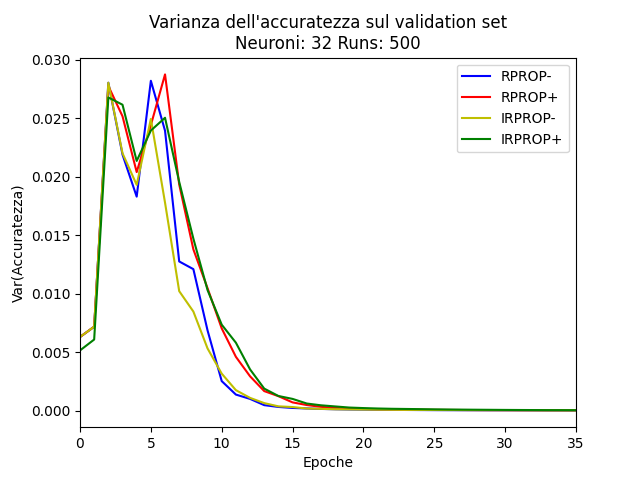 Varianza dell'accuratezza sul validation set
Neuroni: 32 Runs: 500
RPROP-
RPROP+
IRPROP-
IRPROP+
Var(Accuratezza)
0.030
0.025
0.020
0.015
0.010
0.005
0.000
0 5 10 15 20 25 30 35
Epoche